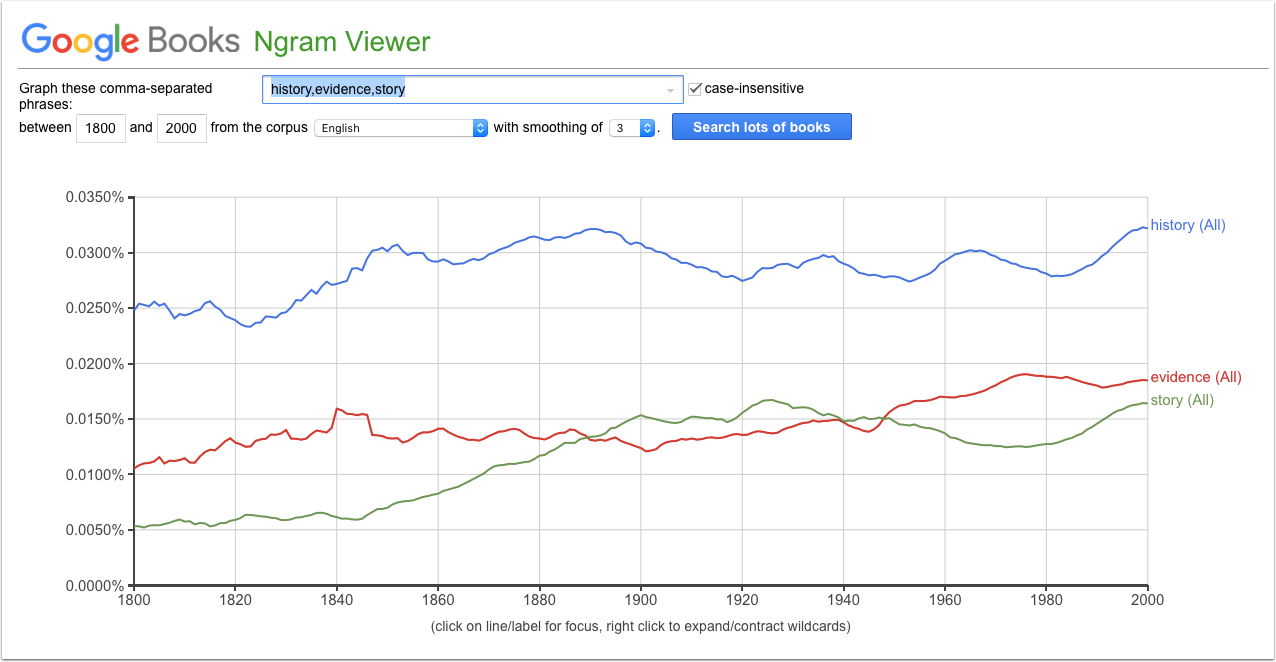 Google Books Ngram Viewer
Graph these comma-separated phrases: history,evidence,story case-insensitive
between 1800 and 2000 from the corpus English with smoothing of 3 . Search lots of books
0.0350%
history (All)
0.0300%
0.0250%
0.0200%
evidence (All)
story (All)
0.0150%
0.0100%
0.0050%
0.0000%
1800 1820 1840 1860 1880 1900 1920 1940 1960 1980 2000
(click on line/label for focus, right click to expand/contract wildcards)